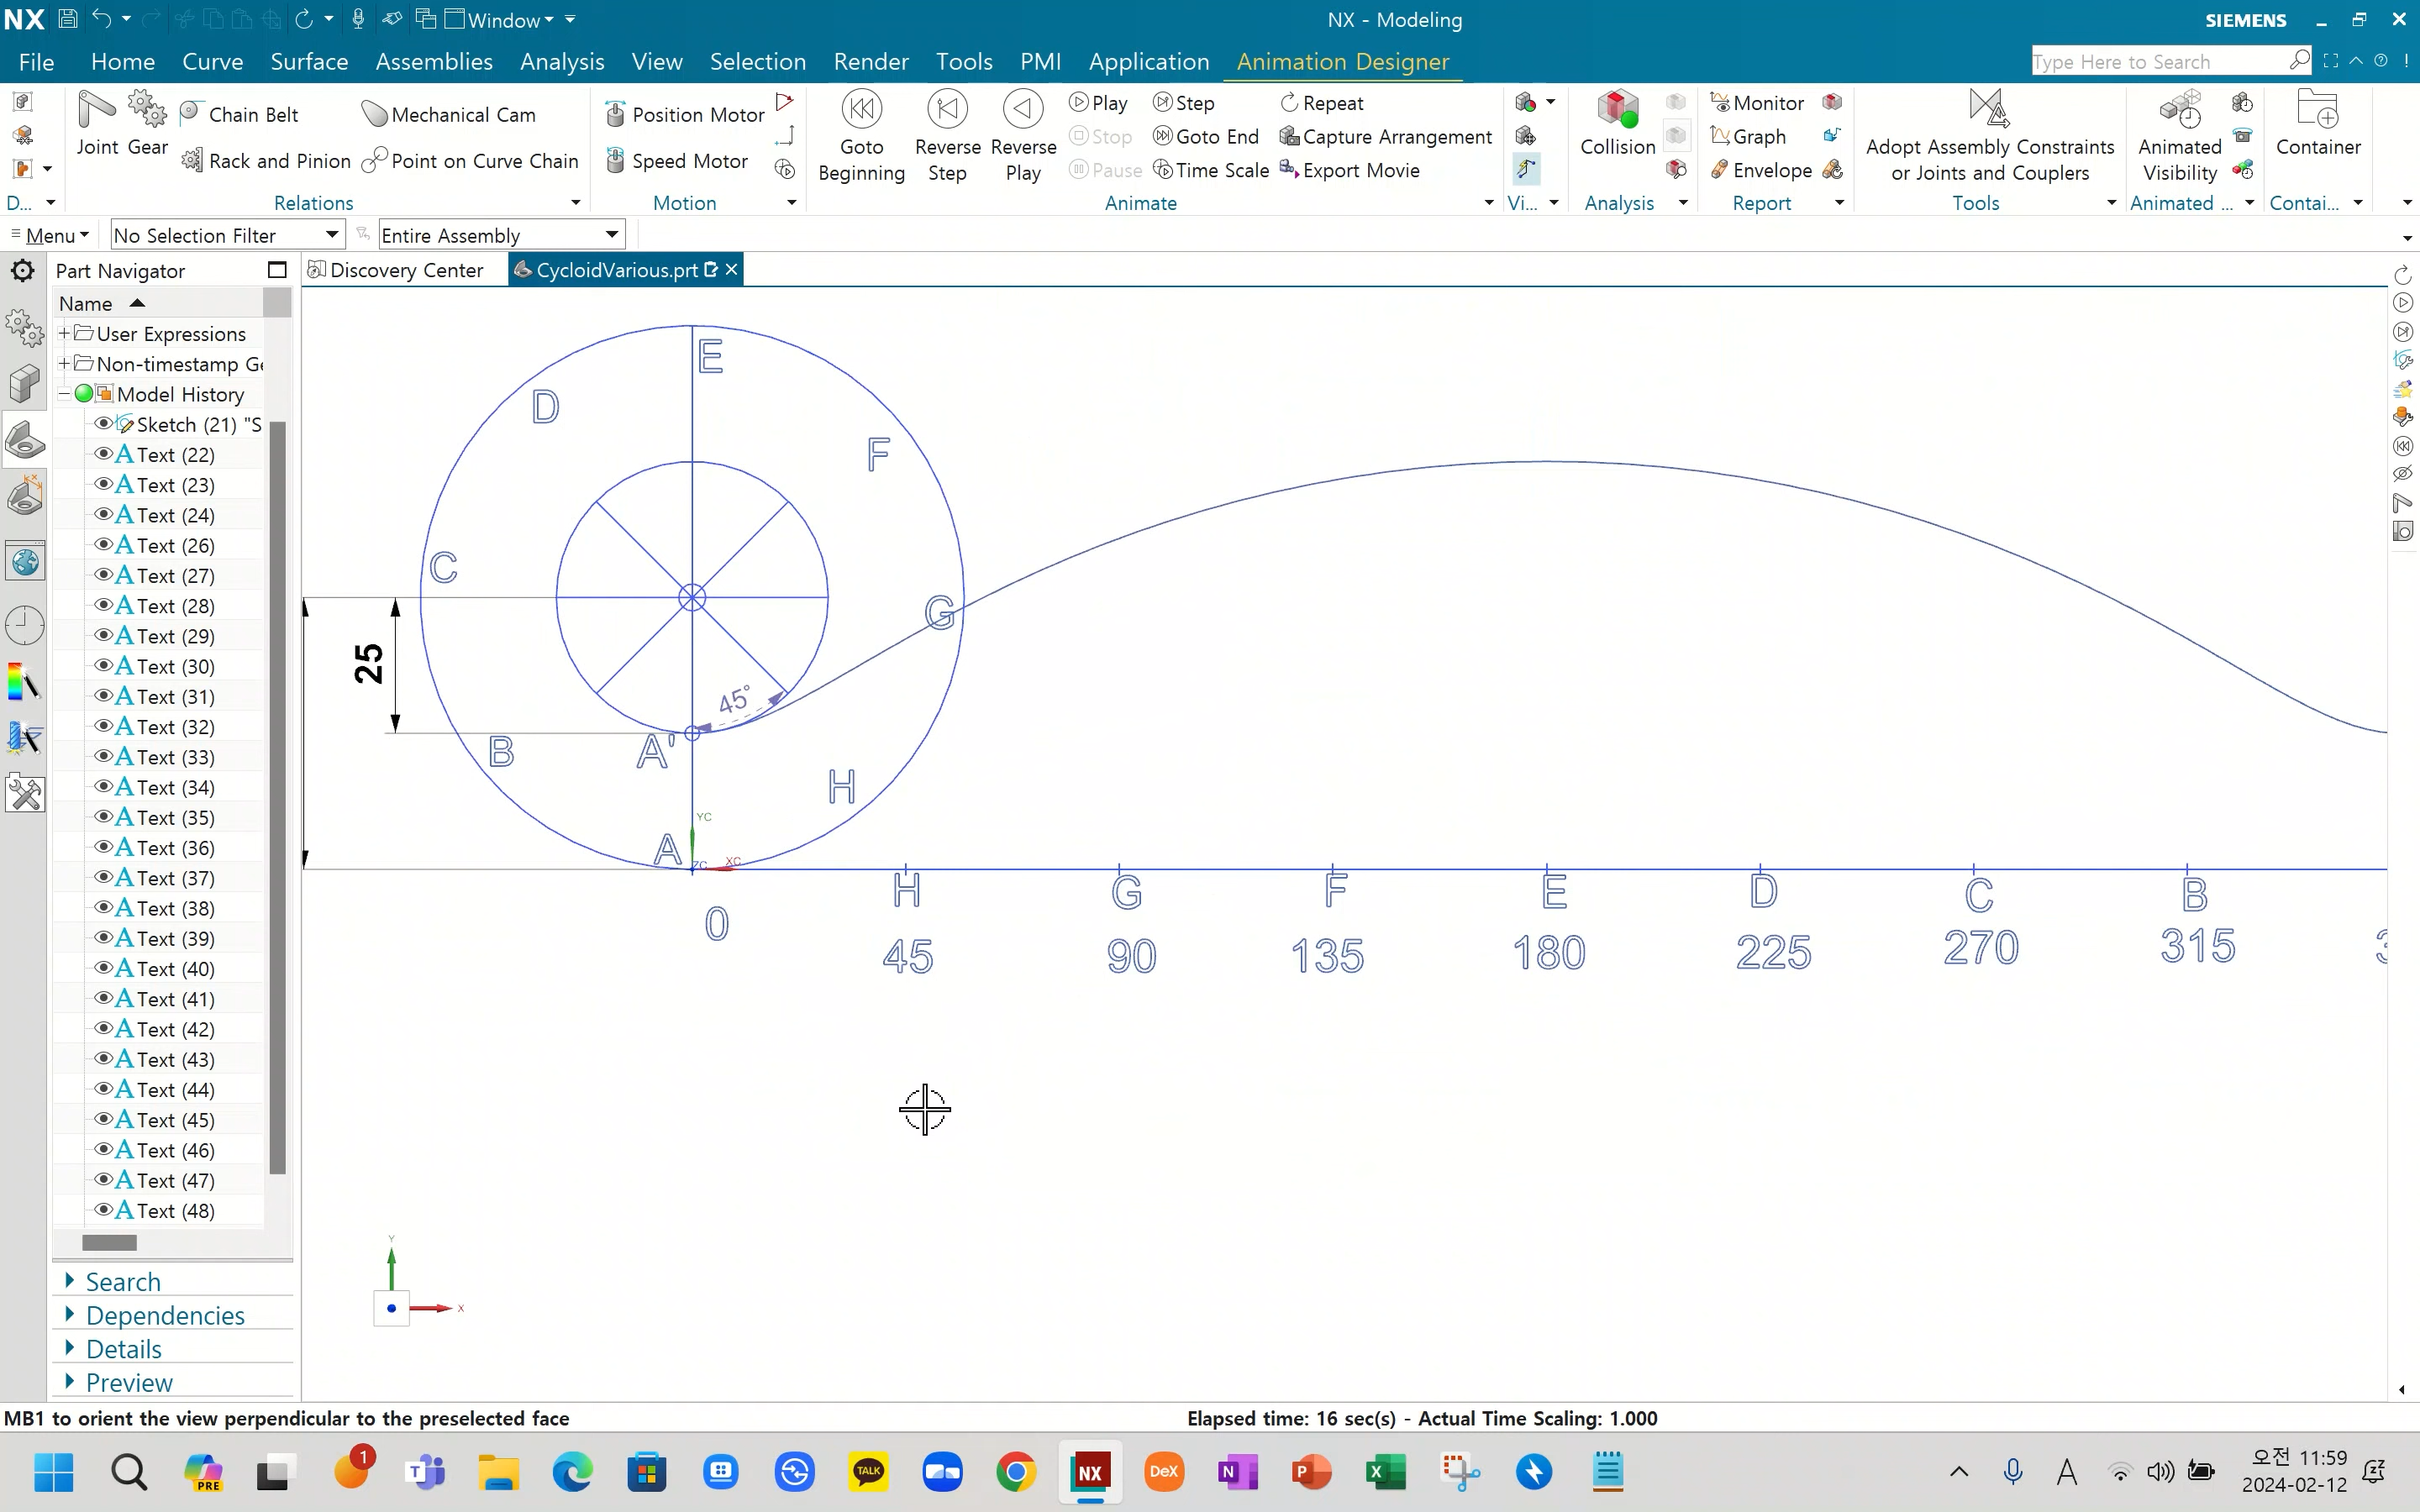 NX
Window
NX - Modeling
SIEMENS
File Home Curve Surface Assemblies Analysis View Selection Render Tools PMI Application Animation Designer
Type Here to Search
Joint
Gear
Chain Belt
Mechanical Cam
Rack and Pinion
Point on Curve Chain
Position Motor
Speed Motor
Goto
Beginning
Reverse
Step
Reverse
Play
Play
Stop
Pause
Step
Goto End
Time Scale
Repeat
Capture Arrangement
Export Movie
Collision
Monitor
Graph
Envelope
Adopt Assembly Constraints
or Joints and Couplers
Animated
Visibility
Container
D... Relations Motion Animate Vi... Analysis Report Tools Animated ... Contai...
Menu No Selection Filter Entire Assembly
Part Navigator
Discovery Center CycloidVarious.prt
Name
User Expressions
Non-timestamp Ge
Model History
Sketch (21) "S
Text (22)
Text (23)
Text (24)
Text (26)
Text (27)
Text (28)
Text (29)
Text (30)
Text (31)
Text (32)
Text (33)
Text (34)
Text (35)
Text (36)
Text (37)
Text (38)
Text (39)
Text (40)
Text (41)
Text (42)
Text (43)
Text (44)
Text (45)
Text (46)
Text (47)
Text (48)
Search
Dependencies
Details
Preview
E
D
F
C
G
25
45°
B
A'
H
A
YC
ZC
XC
H G F E D C B
0 45 90 135 180 225 270 315
Y
X
MB1 to orient the view perpendicular to the preselected face
Elapsed time: 16 sec(s) - Actual Time Scaling: 1.000
PRE
1
T
TALK
NX
DeX
N
P
X
A
오전 11:59
2024-02-12